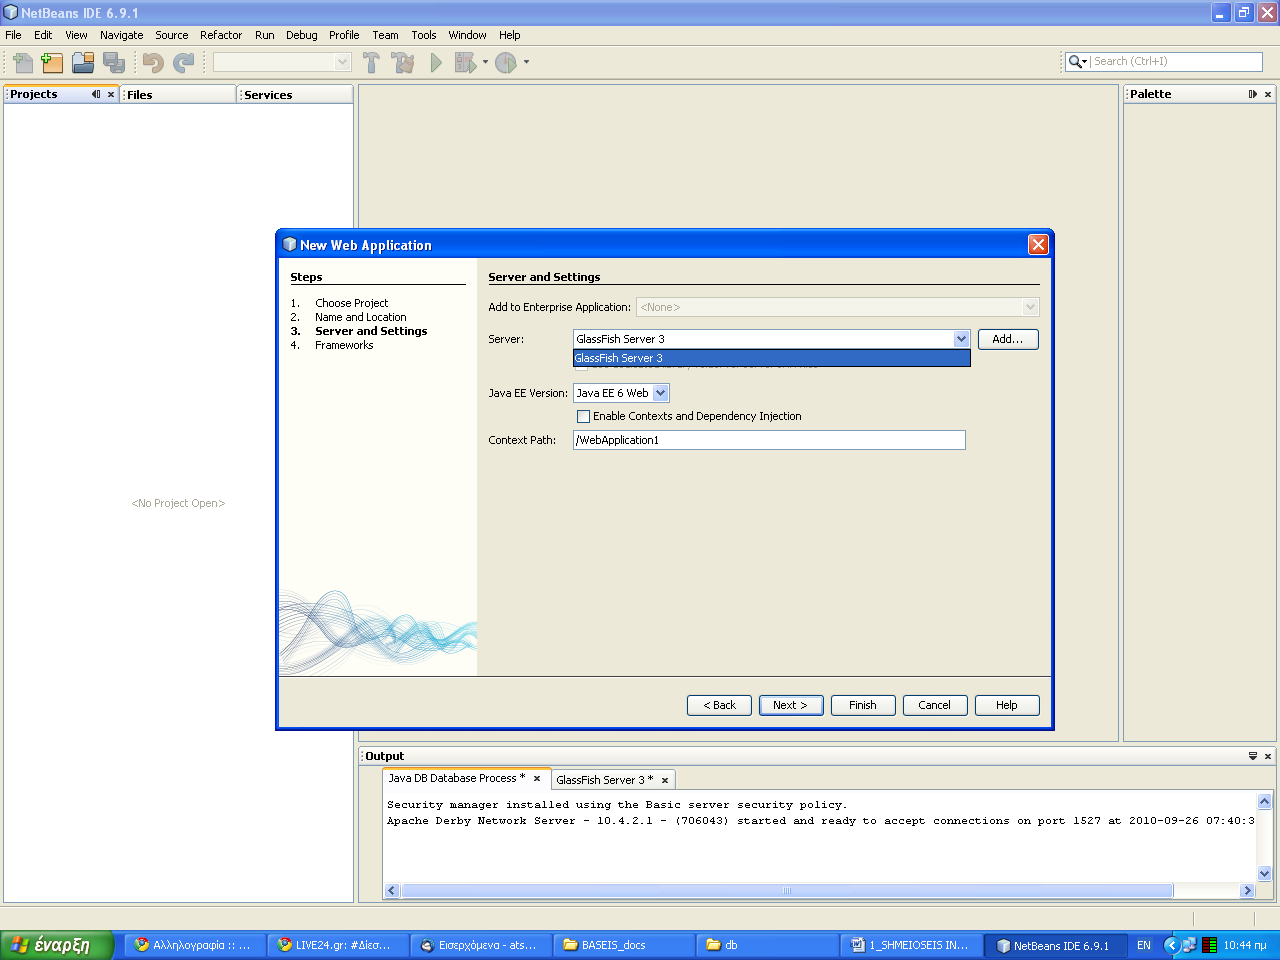 NetBeans IDE 6.9.1
File Edit View Navigate Source Refactor Run Debug Profile Team Tools Window Help
Search (Ctrl+I)
Projects Files Services Palette
<No Project Open>
New Web Application
Steps
1. Choose Project
2. Name and Location
3. Server and Settings
4. Frameworks
Server and Settings
Add to Enterprise Application: <None>
Server: GlassFish Server 3 Add...
GlassFish Server 3
Java EE Version: Java EE 6 Web
Enable Contexts and Dependency Injection
Context Path: /WebApplication1
< Back Next > Finish Cancel Help
Output
Java DB Database Process * GlassFish Server 3 *
Security manager installed using the Basic server security policy.
Apache Derby Network Server - 10.4.2.1 - (706043) started and ready to accept connections on port 1527 at 2010-09-26 07:40:3
έναρξη Αλληλογραφία :: ... LIVE24.gr: #Δίεσ... Εισερχόμενα - ats... BASEIS_docs db 1_SHMEIOSEIS IN... NetBeans IDE 6.9.1 EN 10:44 πμ